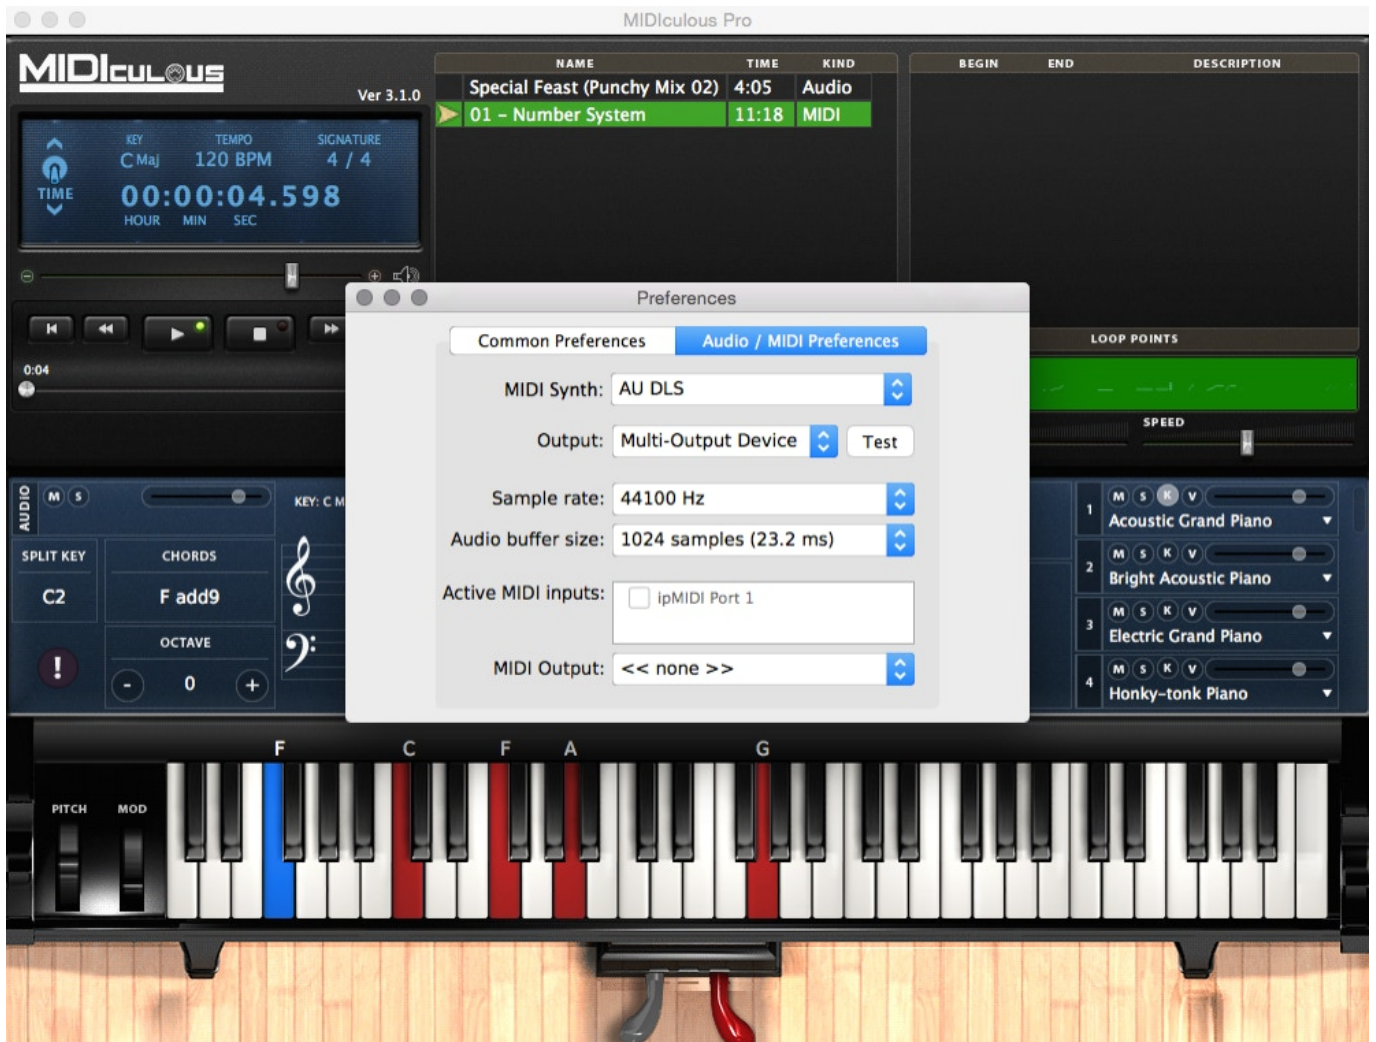 MIDIculous Pro
MIDIculous
Ver 3.1.0
KEY TEMPO SIGNATURE
C Maj 120 BPM 4 / 4
TIME
00:00:04.598
HOUR MIN SEC
NAME TIME KIND
Special Feast (Punchy Mix 02) 4:05 Audio
01 – Number System 11:18 MIDI
BEGIN END DESCRIPTION
0:04
Preferences
Common Preferences Audio / MIDI Preferences
MIDI Synth: AU DLS
Output: Multi-Output Device Test
Sample rate: 44100 Hz
Audio buffer size: 1024 samples (23.2 ms)
Active MIDI inputs: ipMIDI Port 1
MIDI Output: << none >>
LOOP POINTS
SPEED
AUDIO M S
KEY: C M
SPLIT KEY CHORDS
C2 F add9
OCTAVE
! - 0 +
1 M S K V
Acoustic Grand Piano
2 M S K V
Bright Acoustic Piano
3 M S K V
Electric Grand Piano
4 M S K V
Honky-tonk Piano
F C F A G
PITCH MOD